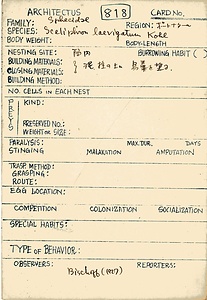 ARCHITECTUS 818 CARD No.
FAMILY: Sphecidae REGION:
SPECIES: Sceliphron laevigatum Kohl
BODY WEIGHT: BODY-LENGTH
NESTING SITE: BURROWING HABIT ( )
BUILDING MATERIALS:
CLOSING MATERIALS:
BUILDING METHOD:
NO. CELLS IN EACH NEST
PREYS
KIND:
PRESERVED NO.:
WEIGHT OR SIZE:
PARALYSIS: MAX. DUR. DAYS
STINGING MALAXATION AMPUTATION
TRASP. METHOD:
GRASPING:
ROUTE:
EGG LOCATION:
COMPETITION COLONIZATION SOCIALIZATION
SPECIAL HABITS:
TYPE OF BEHAVIOR:
OBSERVERS: REPORTERS: